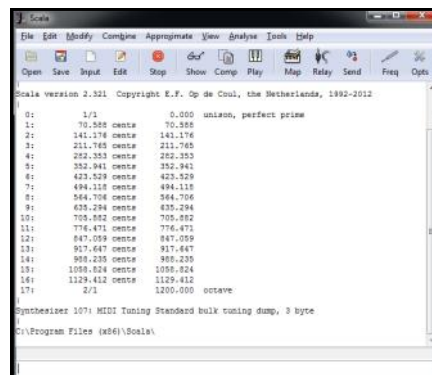 Scala
File Edit Modify Combine Approximate View Analyse Tools Help
Open Save Input Edit Stop Show Comp Play Map Relay Send Freq Opts
|
Scala version 2.321 Copyright E.F. Op de Coul, the Netherlands, 1992-2012
|
0: 1/1 0.000 unison, perfect prime
1: 70.588 cents 70.588
2: 141.176 cents 141.176
3: 211.765 cents 211.765
4: 282.353 cents 282.353
5: 352.941 cents 352.941
6: 423.529 cents 423.529
7: 494.118 cents 494.118
8: 564.706 cents 564.706
9: 635.294 cents 635.294
10: 705.882 cents 705.882
11: 776.471 cents 776.471
12: 847.059 cents 847.059
13: 917.647 cents 917.647
14: 988.235 cents 988.235
15: 1058.824 cents 1058.824
16: 1129.412 cents 1129.412
17: 2/1 1200.000 octave
|
Synthesizer 107: MIDI Tuning Standard bulk tuning dump, 3 byte
|
C:\Program Files (x86)\Scala\